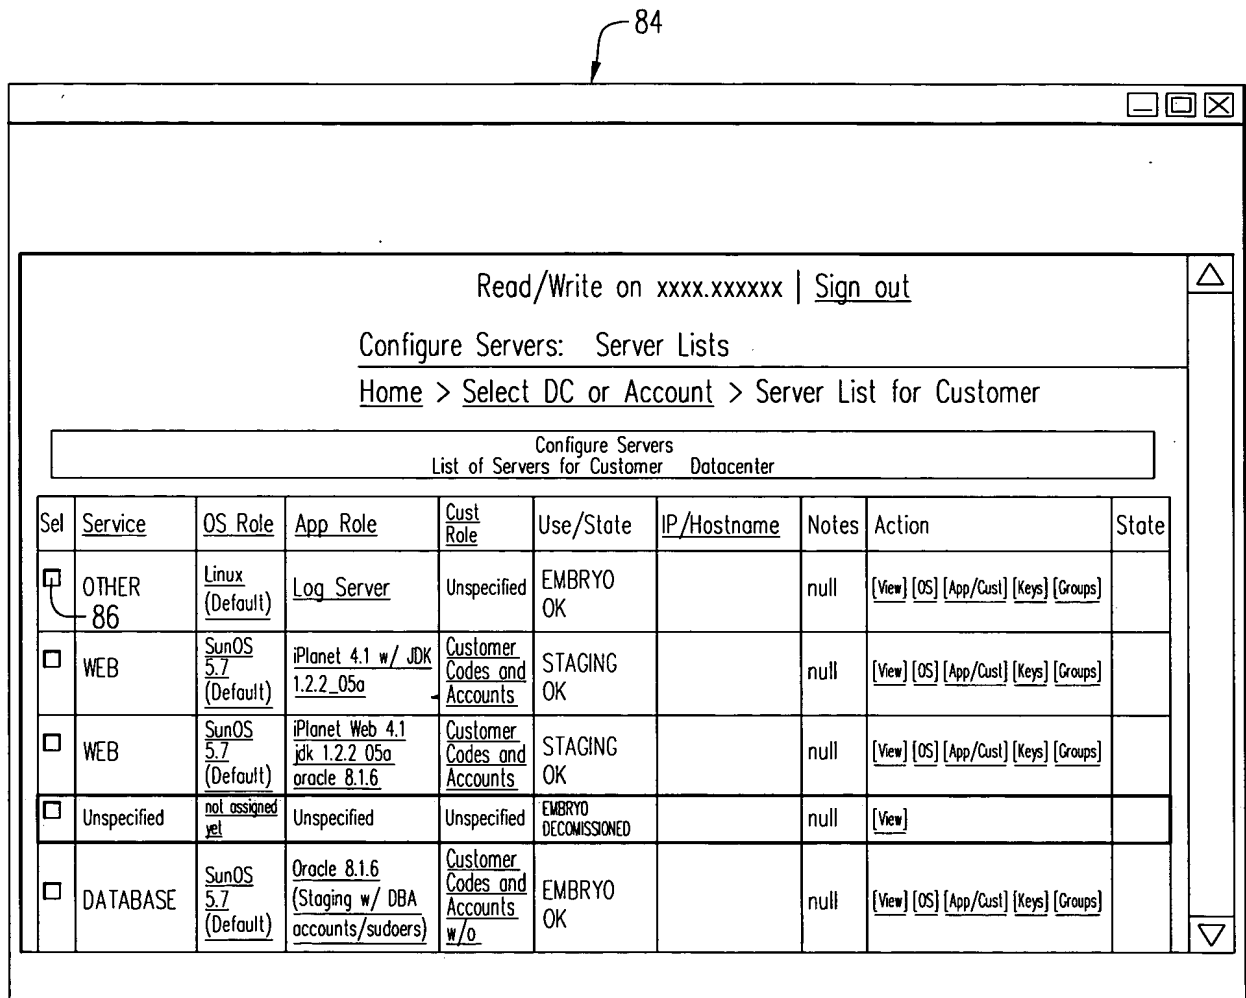 84
Read/Write on xxxx.xxxxxx | Sign out
Configure Servers: Server Lists
Home > Select DC or Account > Server List for Customer
Configure Servers
List of Servers for Customer Datacenter
Sel Service OS Role App Role Cust Role Use/State IP/Hostname Notes Action State
OTHER Linux (Default) Log Server Unspecified EMBRYO OK null [View] [OS] [App/Cust] [Keys] [Groups]
86
WEB SunOS 5.7 (Default) iPlanet 4.1 w/ JDK 1.2.2_05a Customer Codes and Accounts STAGING OK null [View] [OS] [App/Cust] [Keys] [Groups]
WEB SunOS 5.7 (Default) iPlanet Web 4.1 jdk 1.2.2 05a oracle 8.1.6 Customer Codes and Accounts STAGING OK null [View] [OS] [App/Cust] [Keys] [Groups]
Unspecified not assigned yet Unspecified Unspecified EMBRYO DECOMISSIONED null [View]
DATABASE SunOS 5.7 (Default) Oracle 8.1.6 (Staging w/ DBA accounts/sudoers) Customer Codes and Accounts w/o EMBRYO OK null [View] [OS] [App/Cust] [Keys] [Groups]